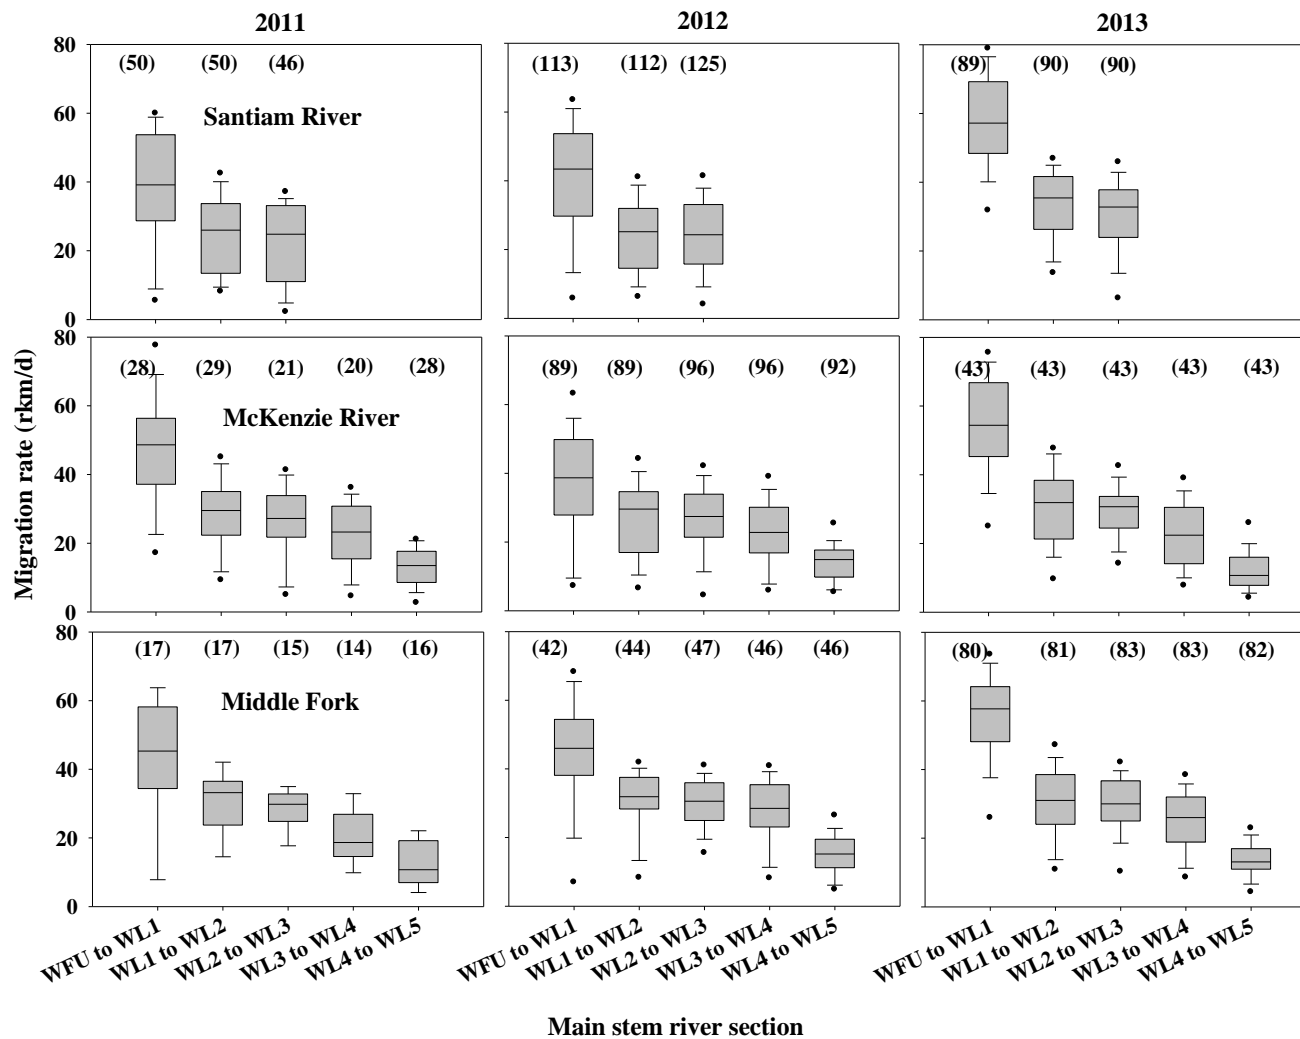 2011 2012 2013
80 (50) (50) (46) (113) (112) (125) (89) (90) (90)
60 Santiam River
40
20
0
80 (28) (29) (21) (20) (28) (89) (89) (96) (96) (92) (43) (43) (43) (43) (43)
60 McKenzie River
40
20
0
80 (17) (17) (15) (14) (16) (42) (44) (47) (46) (46) (80) (81) (83) (83) (82)
60 Middle Fork
40
20
0
Migration rate (rkm/d)
WFU to WL1 WL1 to WL2 WL2 to WL3 WL3 to WL4 WL4 to WL5 WFU to WL1 WL1 to WL2 WL2 to WL3 WL3 to WL4 WL4 to WL5 WFU to WL1 WL1 to WL2 WL2 to WL3 WL3 to WL4 WL4 to WL5
Main stem river section